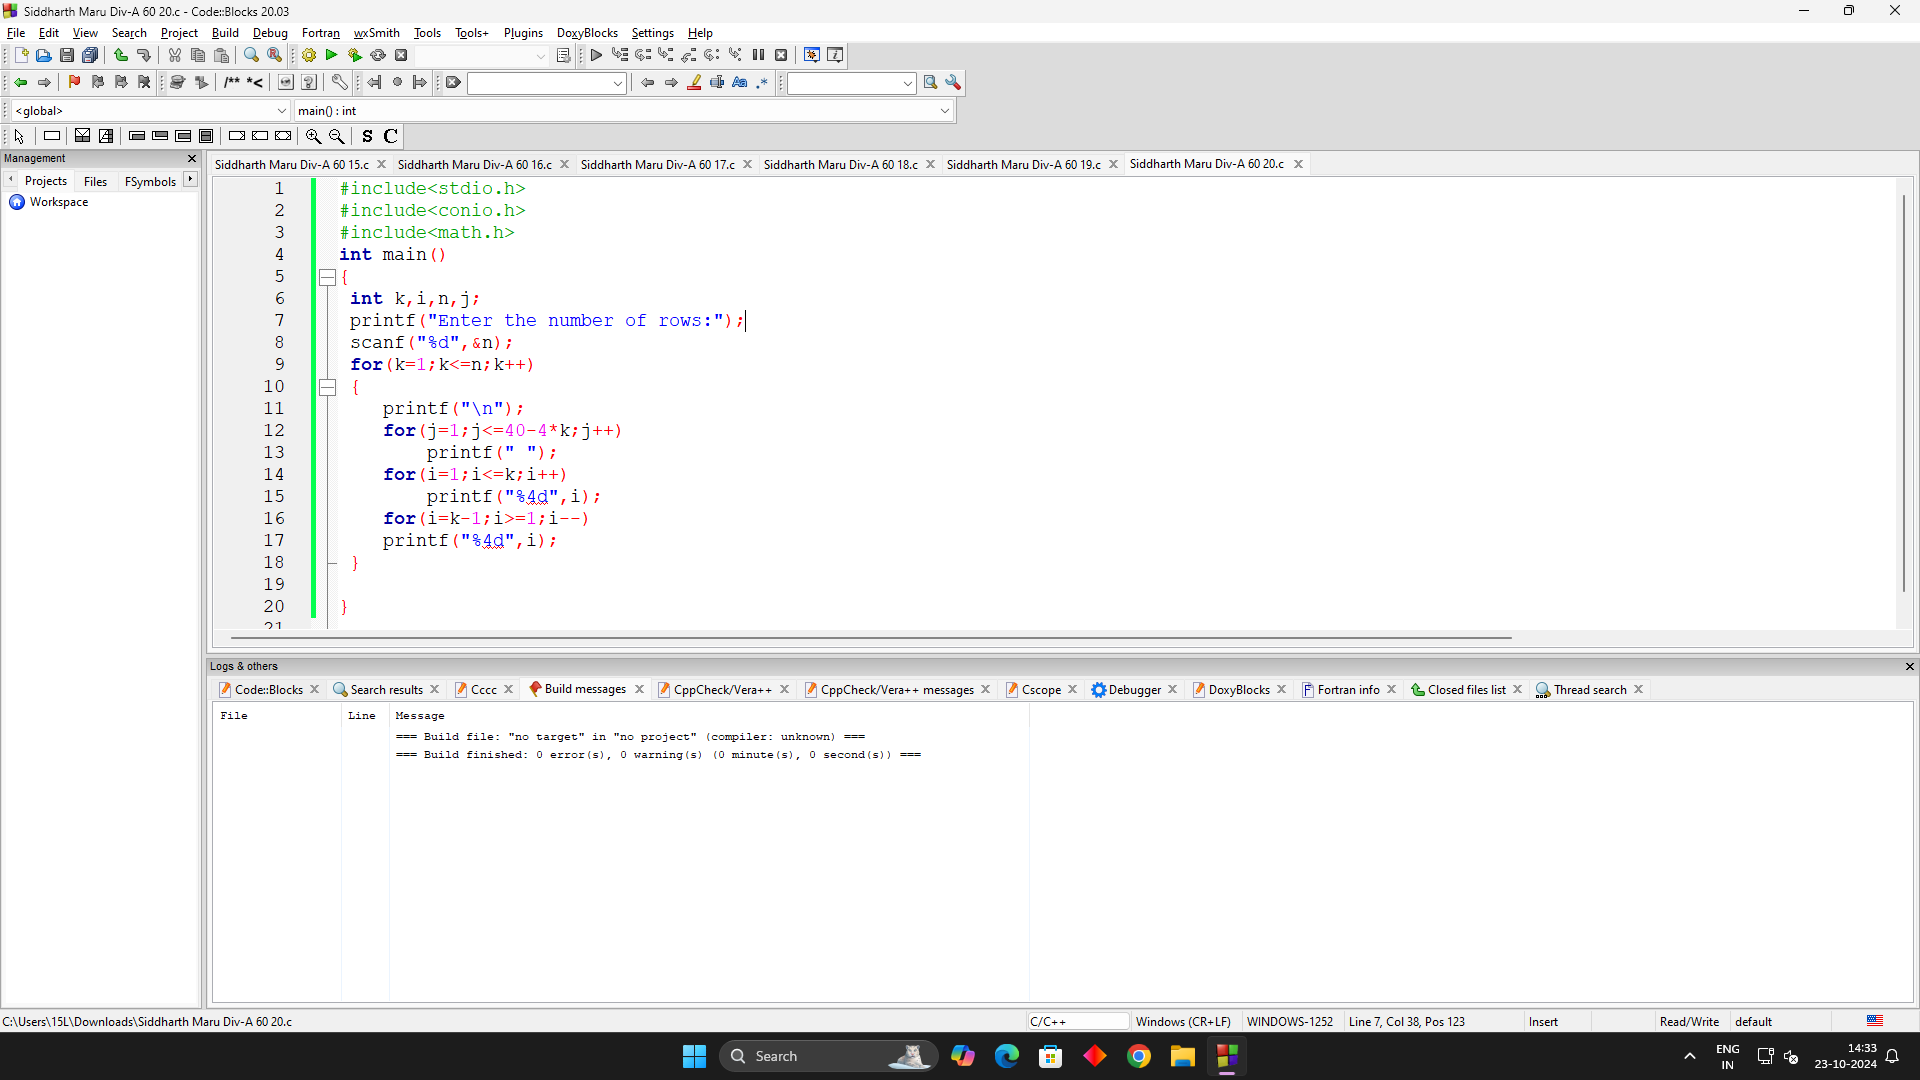 Siddharth Maru Div-A 60 20.c - Code::Blocks 20.03
File Edit View Search Project Build Debug Fortran wxSmith Tools Tools+ Plugins DoxyBlocks Settings Help
/** *<
Aa .*
<global> main() : int
S C
Management
Projects Files FSymbols
Workspace
Siddharth Maru Div-A 60 15.c Siddharth Maru Div-A 60 16.c Siddharth Maru Div-A 60 17.c Siddharth Maru Div-A 60 18.c Siddharth Maru Div-A 60 19.c Siddharth Maru Div-A 60 20.c
1 #include<stdio.h>
2 #include<conio.h>
3 #include<math.h>
4 int main()
5 {
6 int k,i,n,j;
7 printf("Enter the number of rows:");
8 scanf("%d",&n);
9 for(k=1;k<=n;k++)
10 {
11 printf("\n");
12 for(j=1;j<=40-4*k;j++)
13 printf(" ");
14 for(i=1;i<=k;i++)
15 printf("%4d",i);
16 for(i=k-1;i>=1;i--)
17 printf("%4d",i);
18 }
19
20 }
21
Logs & others
Code::Blocks Search results Cccc Build messages CppCheck/Vera++ CppCheck/Vera++ messages Cscope Debugger DoxyBlocks Fortran info Closed files list Thread search
File Line Message
=== Build file: "no target" in "no project" (compiler: unknown) ===
=== Build finished: 0 error(s), 0 warning(s) (0 minute(s), 0 second(s)) ===
C:\Users\15L\Downloads\Siddharth Maru Div-A 60 20.c C/C++ Windows (CR+LF) WINDOWS-1252 Line 7, Col 38, Pos 123 Insert Read/Write default
Search
ENG
IN
14:33
23-10-2024